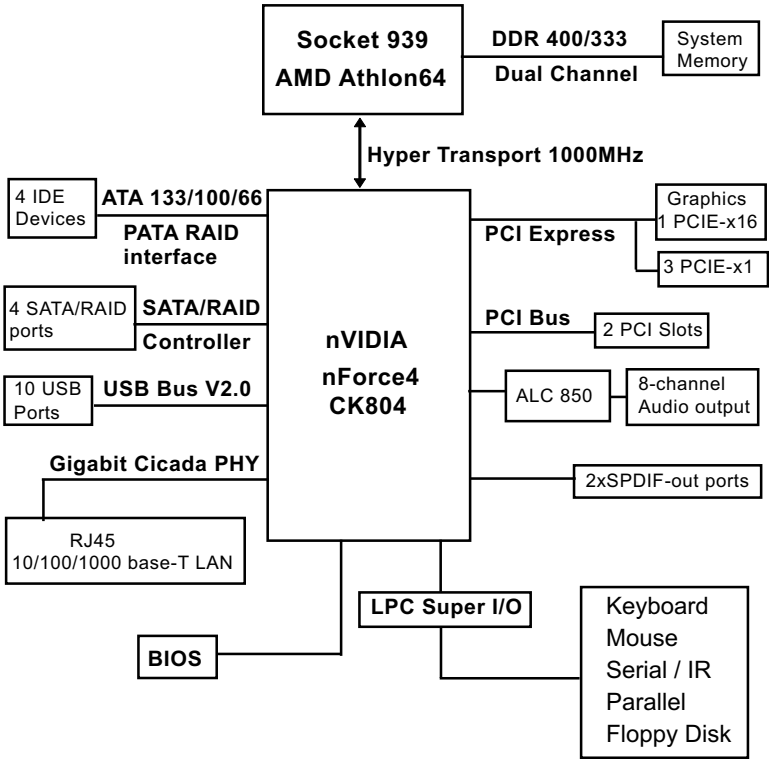 Socket 939
AMD Athlon64
DDR 400/333
Dual Channel
System
Memory
Hyper Transport 1000MHz
4 IDE
Devices
ATA 133/100/66
PATA RAID
interface
Graphics
1 PCIE-x16
PCI Express
3 PCIE-x1
4 SATA/RAID
ports
SATA/RAID
Controller
nVIDIA
nForce4
CK804
PCI Bus
2 PCI Slots
10 USB
Ports
USB Bus V2.0
ALC 850
8-channel
Audio output
Gigabit Cicada PHY
2xSPDIF-out ports
RJ45
10/100/1000 base-T LAN
LPC Super I/O
BIOS
Keyboard
Mouse
Serial / IR
Parallel
Floppy Disk